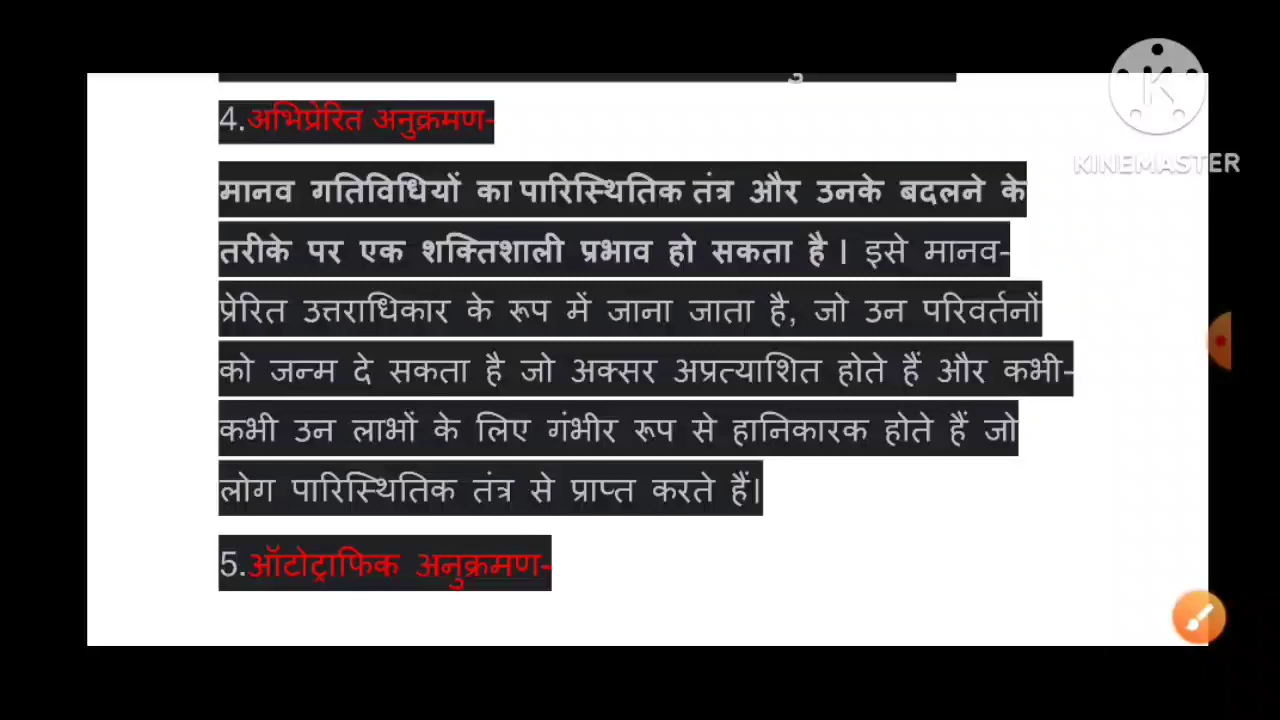 4.अभिप्रेरित अनुक्रमण-
KINEMASTER
मानव गतिविधियों का पारिस्थितिक तंत्र और उनके बदलने के
तरीके पर एक शक्तिशाली प्रभाव हो सकता है। इसे मानव-
प्रेरित उत्तराधिकार के रूप में जाना जाता है, जो उन परिवर्तनों
को जन्म दे सकता है जो अक्सर अप्रत्याशित होते हैं और कभी-
कभी उन लाभों के लिए गंभीर रूप से हानिकारक होते हैं जो
लोग पारिस्थितिक तंत्र से प्राप्त करते हैं।
5.ऑटोट्राफिक अनुक्रमण-